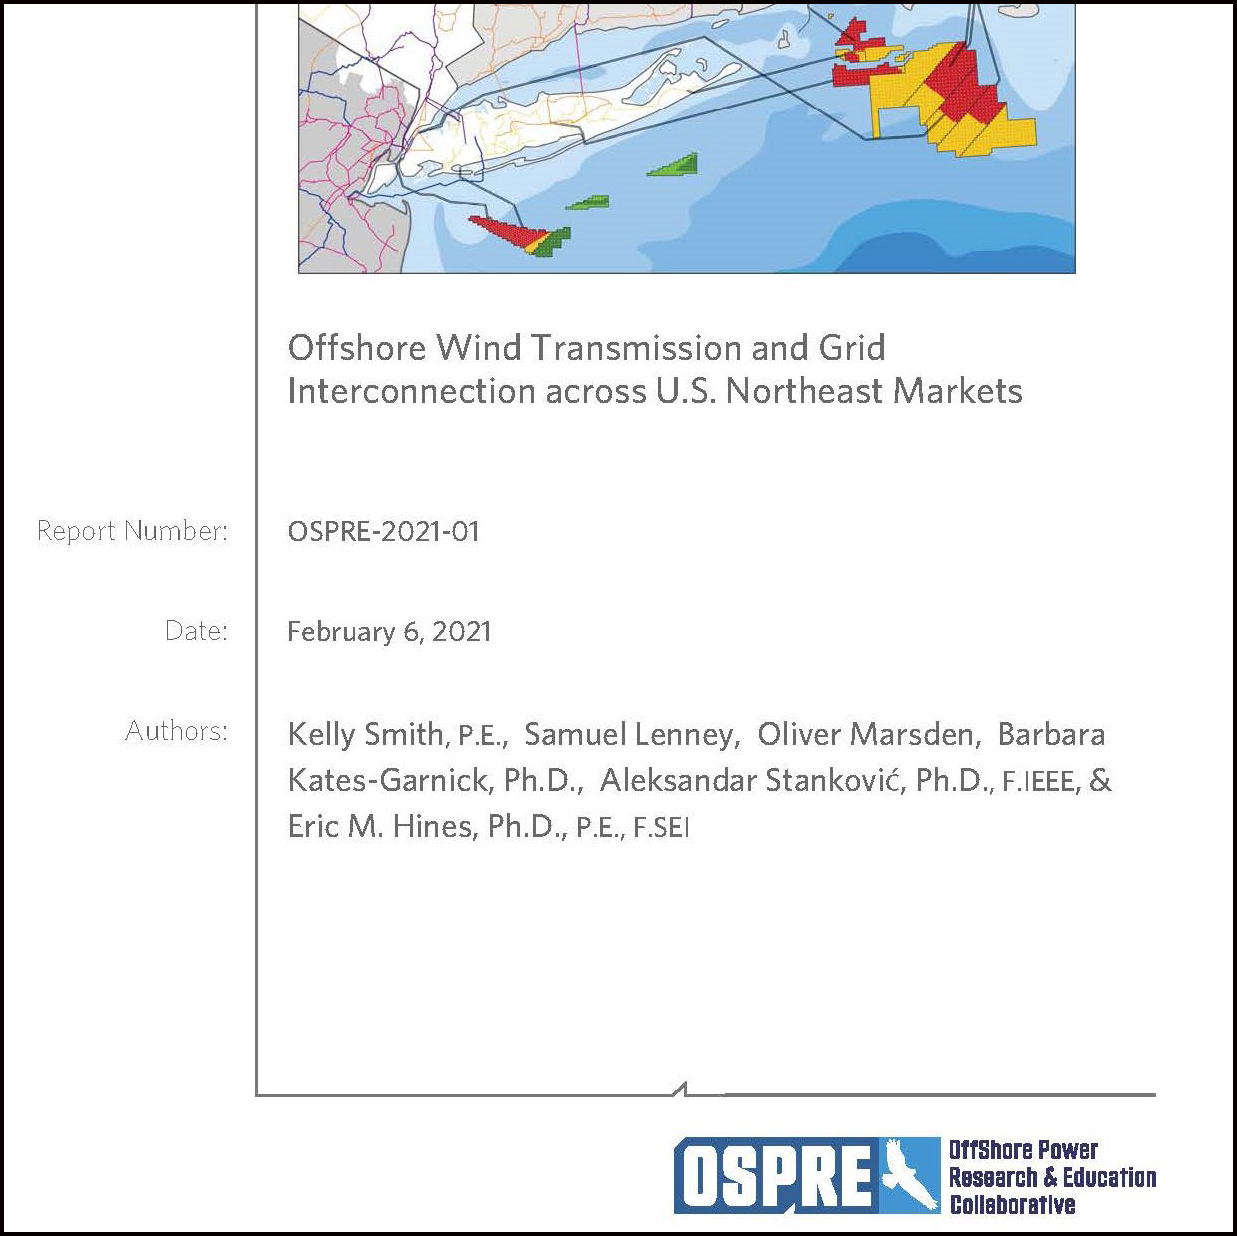 Offshore Wind Transmission and Grid
Interconnection across U.S. Northeast Markets
Report Number: OSPRE-2021-01
Date: February 6, 2021
Authors: Kelly Smith, P.E., Samuel Lenney, Oliver Marsden, Barbara
Kates-Garnick, Ph.D., Aleksandar Stanković, Ph.D., F.IEEE, &
Eric M. Hines, Ph.D., P.E., F.SEI
OSPRE
OffShore Power
Research & Education
Collaborative